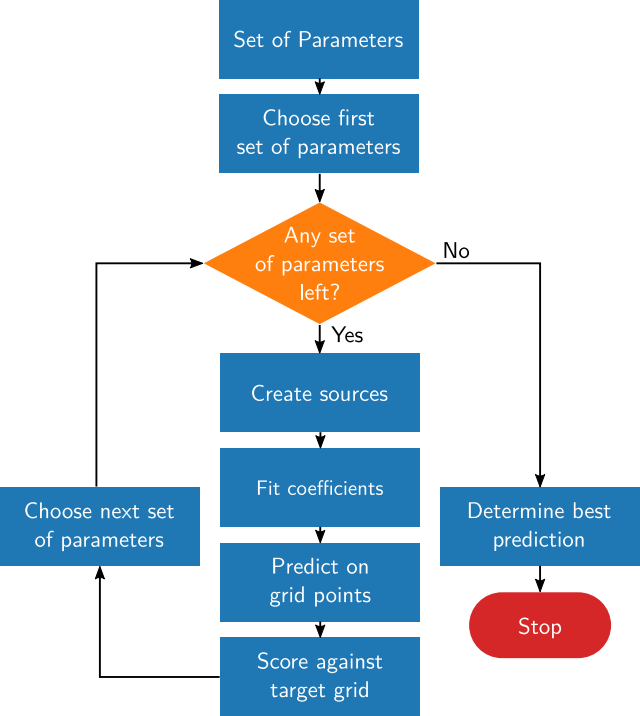 Set of Parameters
Choose first
set of parameters
Any set
of parameters
left?
No
Yes
Create sources
Fit coefficients
Choose next set
of parameters
Determine best
prediction
Predict on
grid points
Stop
Score against
target grid